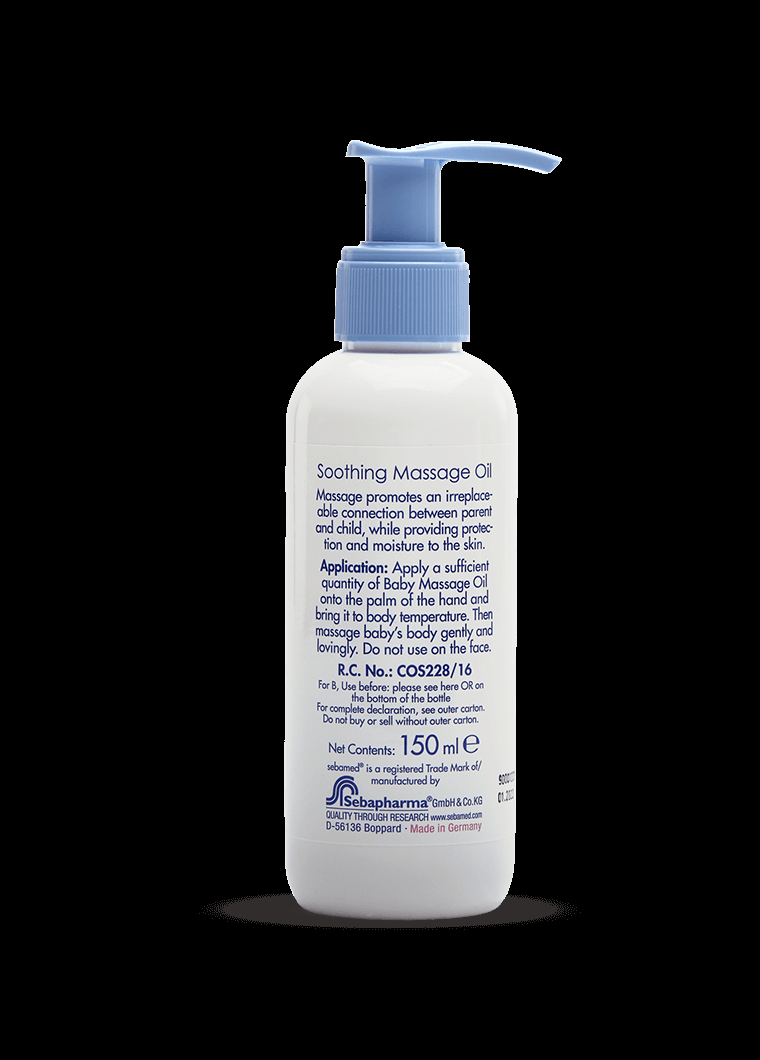 Soothing Massage Oil
Massage promotes an irreplace-
able connection between parent
and child, while providing protec-
tion and moisture to the skin.
Application: Apply a sufficient
quantity of Baby Massage Oil
onto the palm of the hand and
bring it to body temperature. Then
massage baby's body gently and
lovingly. Do not use on the face.
R.C. No.: COS228/16
For B, Use before: please see here OR on
the bottom of the bottle
For complete declaration, see outer carton.
Do not buy or sell without outer carton.
Net Contents: 150 ml ℮
sebamed® is a registered Trade Mark of/
manufactured by
Sebapharma® GmbH & Co.KG
QUALITY THROUGH RESEARCH www.sebamed.com
D-56136 Boppard · Made in Germany